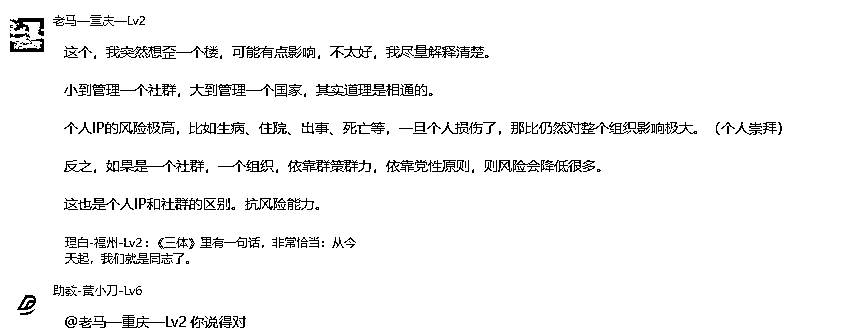 老马—重庆—Lv2
这个，我突然想歪一个楼，可能有点影响，不太好，我尽量解释清楚。
小到管理一个社群，大到管理一个国家，其实道理是相通的。
个人IP的风险极高，比如生病、住院、出事、死亡等，一旦个人损伤了，那比仍然对整个组织影响极大。（个人崇拜）
反之，如果是一个社群，一个组织，依靠群策群力，依靠党性原则，则风险会降低很多。
这也是个人IP和社群的区别。抗风险能力。
理白-福州-Lv2：《三体》里有一句话，非常恰当：从今
天起，我们就是同志了。
助教-黄小刀-Lv6
@老马—重庆—Lv2 你说得对